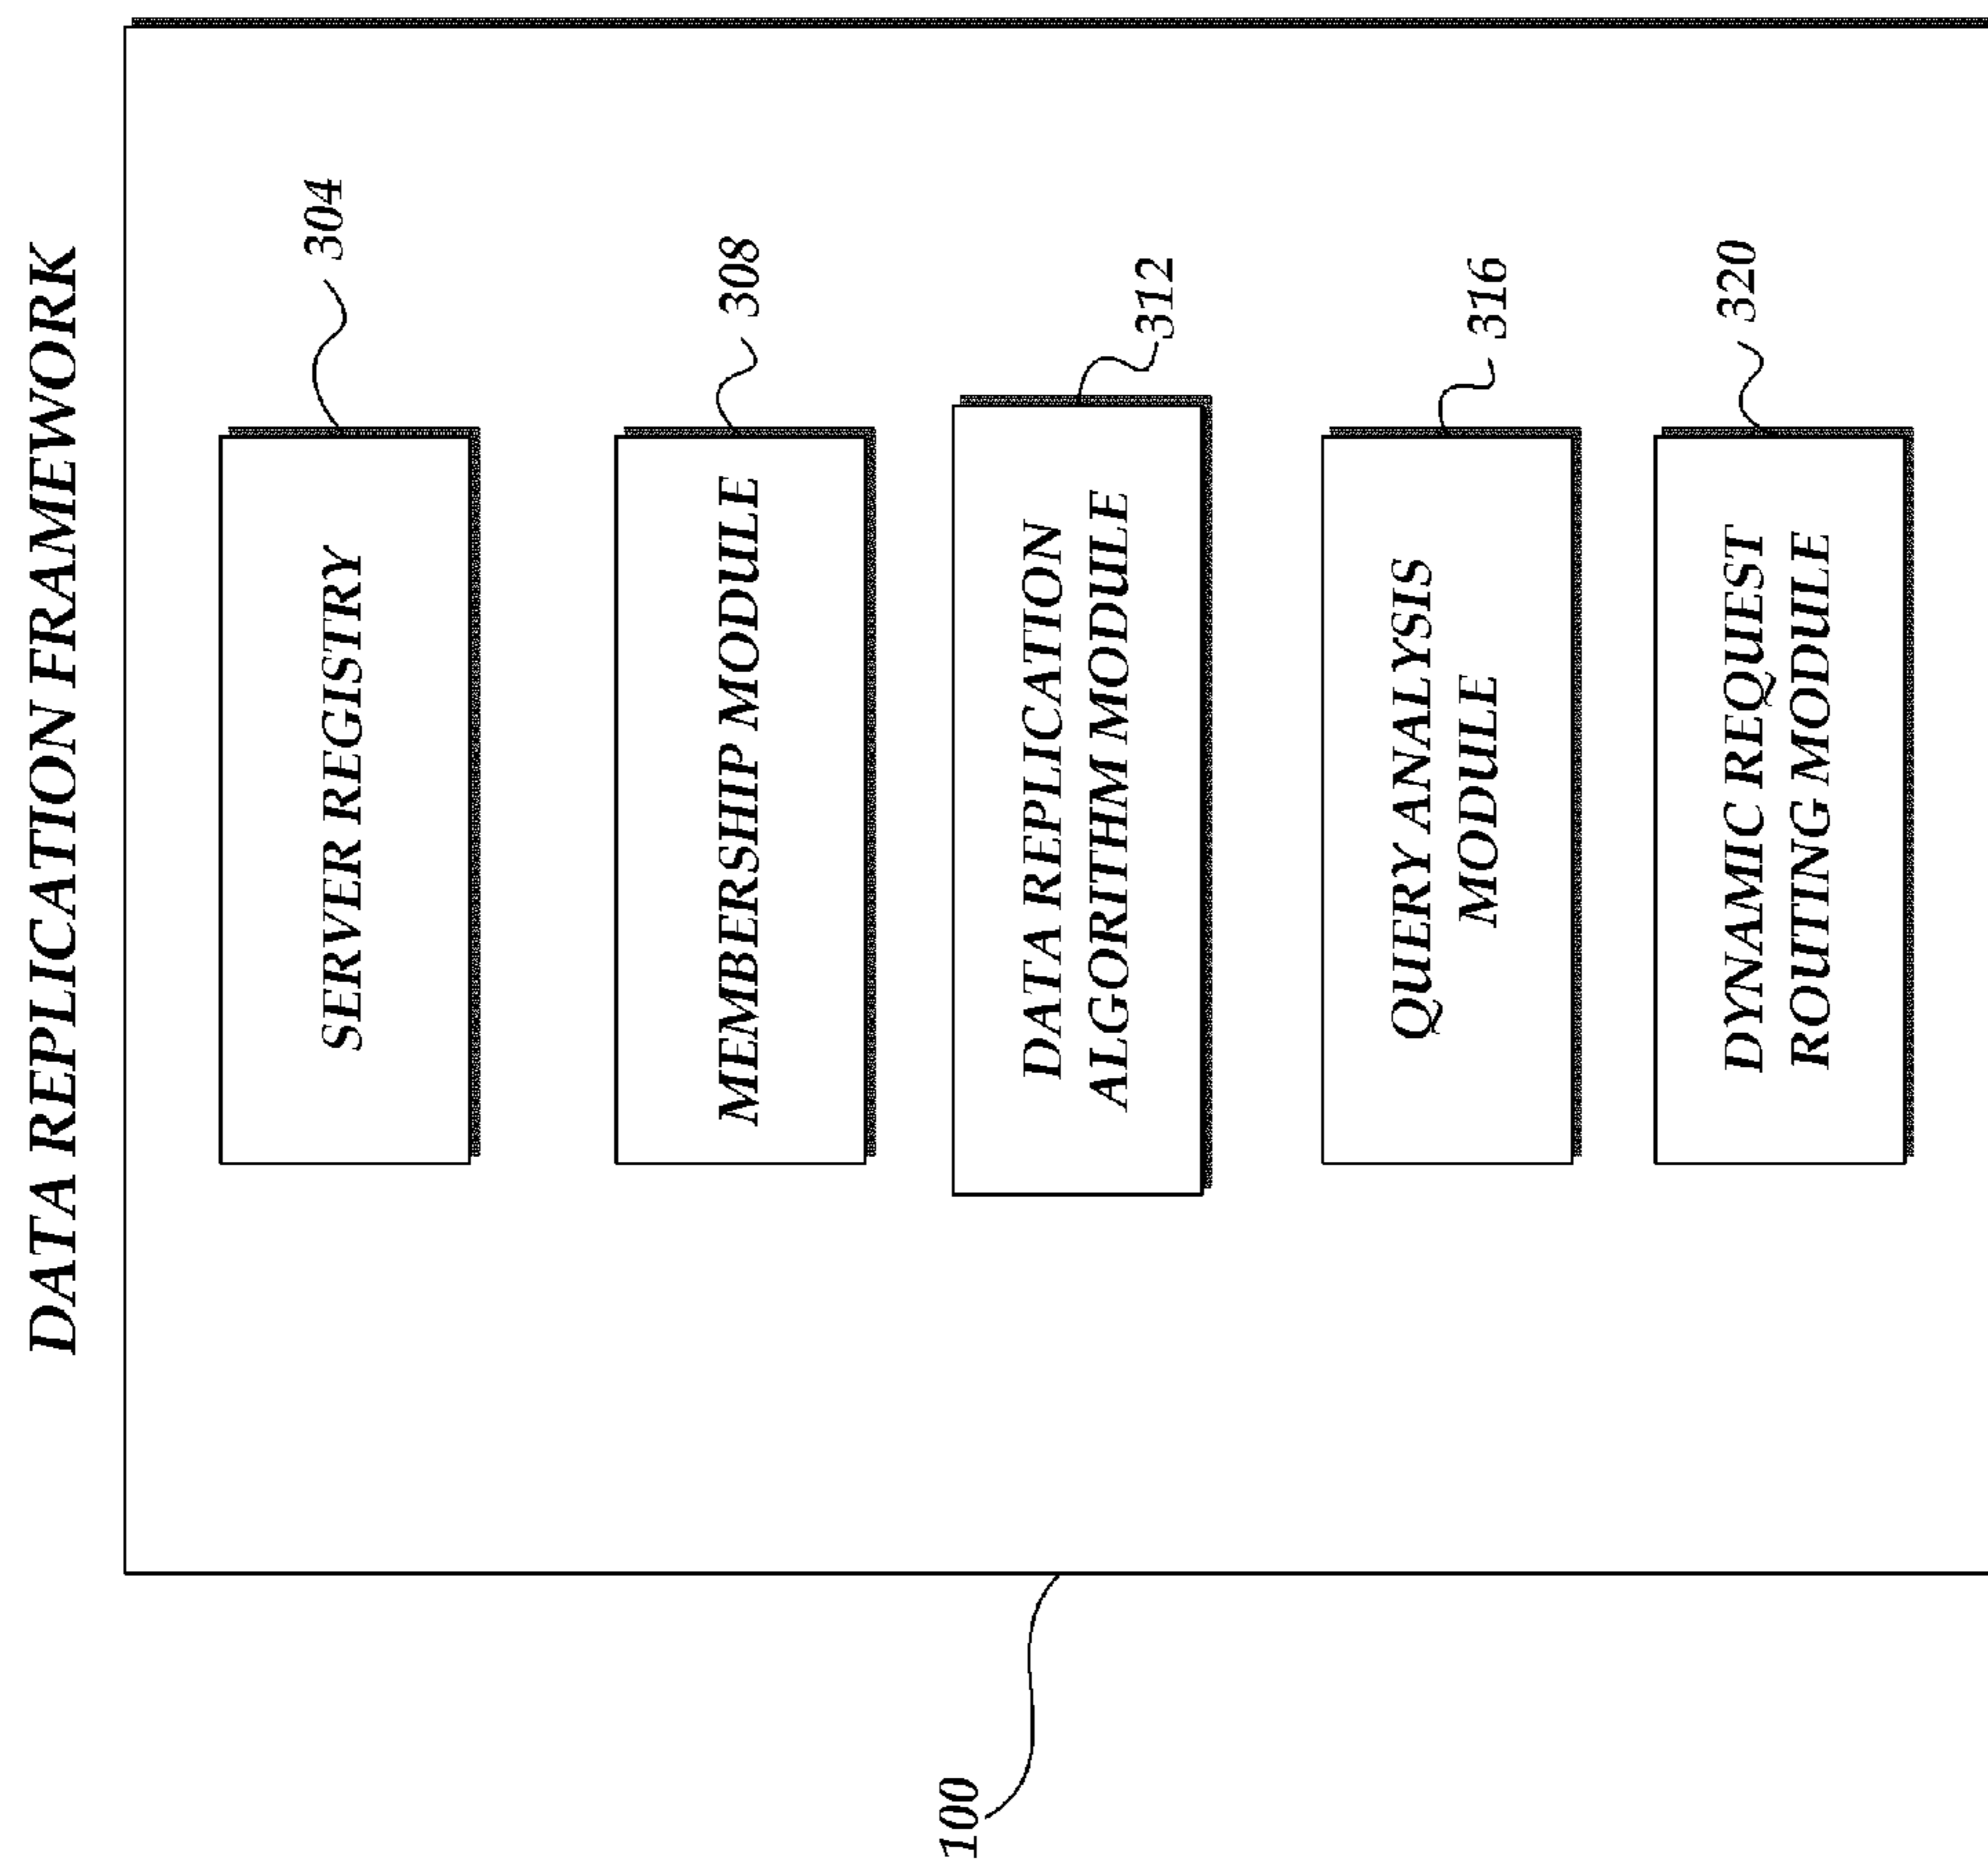 DATA REPLICATION FRAMEWORK
304
SERVER REGISTRY
308
MEMBERSHIP MODULE
312
DATA REPLICATION
ALGORITHM MODULE
316
QUERY ANALYSIS
MODULE
320
DYNAMIC REQUEST
ROUTING MODULE
100